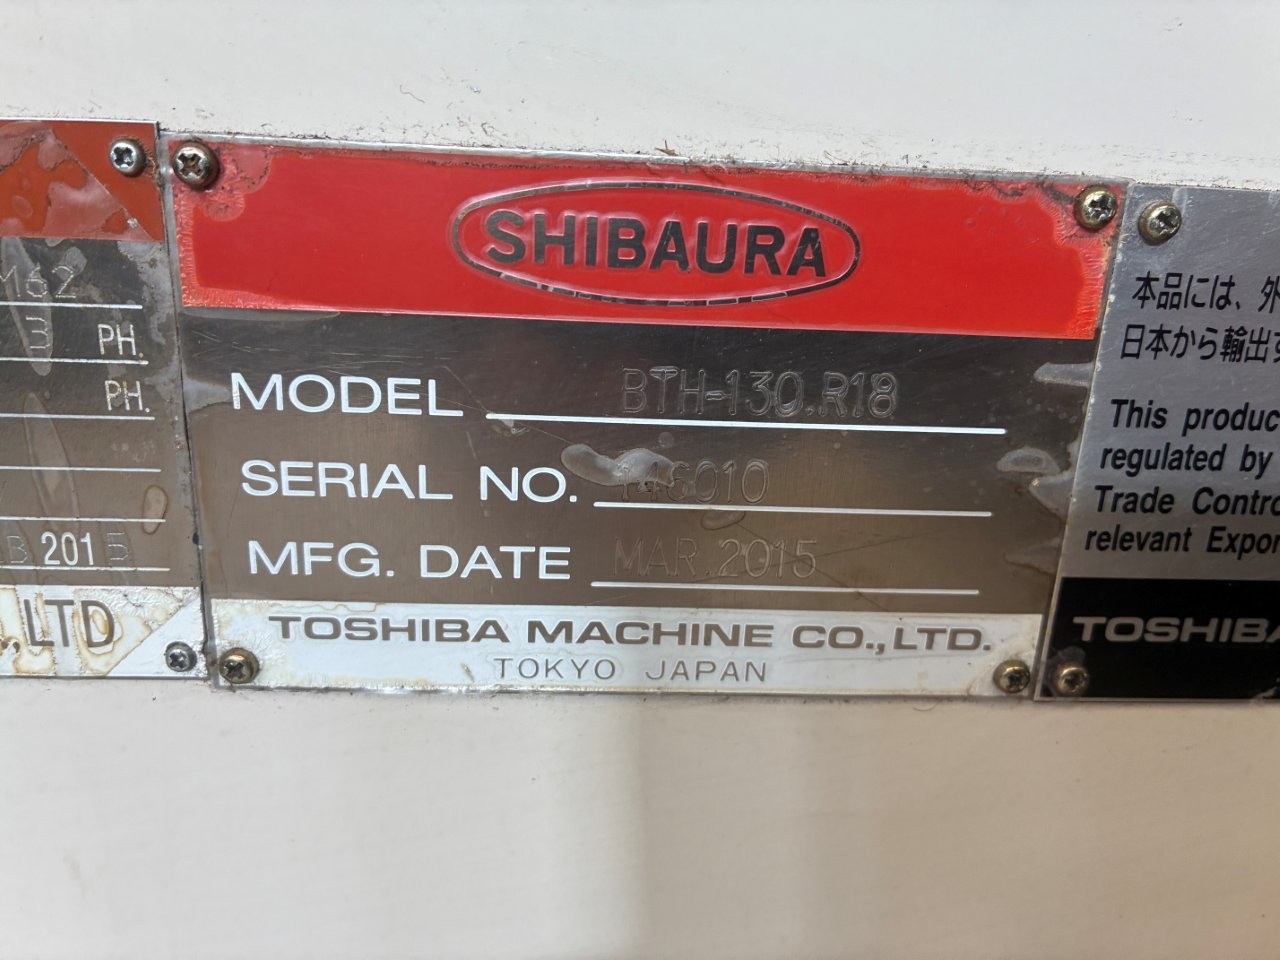 M62
3 PH.
PH.
B 2015
., LTD
SHIBAURA
MODEL BTH-130.R18
SERIAL NO. 146010
MFG. DATE MAR.2015
TOSHIBA MACHINE CO., LTD.
TOKYO JAPAN
本品には、外
日本から輸出す
This produc
regulated by
Trade Contro
relevant Expor
TOSHIBA